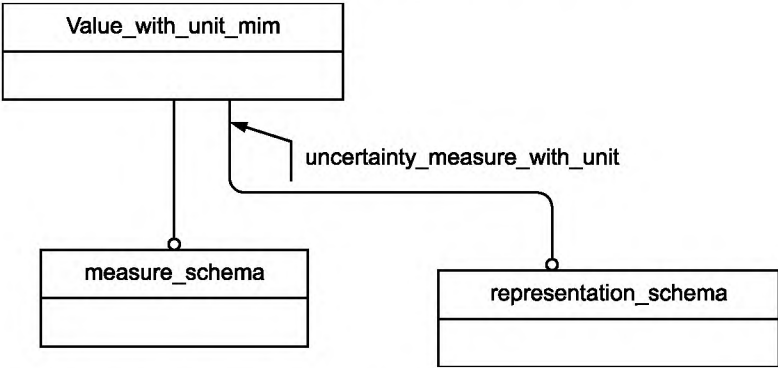 Value_with_unit_mim
uncertainty_measure_with_unit
measure_schema
representation_schema